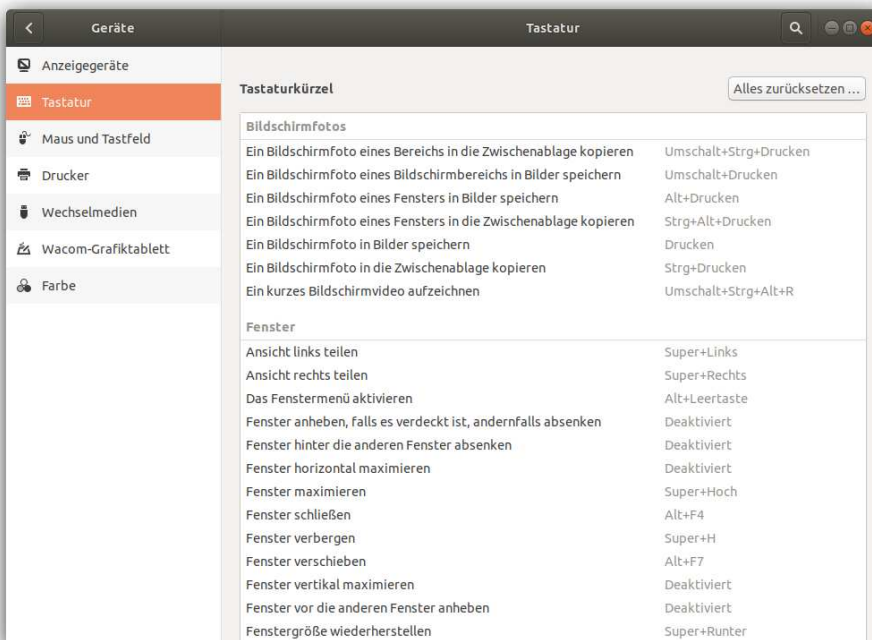 Geräte
Tastatur
Anzeigegeräte
Tastatur
Maus und Tastfeld
Drucker
Wechselmedien
Wacom-Grafiktablett
Farbe
Tastaturkürzel Alles zurücksetzen …
Bildschirmfotos
Ein Bildschirmfoto eines Bereichs in die Zwischenablage kopieren Umschalt+Strg+Drucken
Ein Bildschirmfoto eines Bildschirmbereichs in Bilder speichern Umschalt+Drucken
Ein Bildschirmfoto eines Fensters in Bilder speichern Alt+Drucken
Ein Bildschirmfoto eines Fensters in die Zwischenablage kopieren Strg+Alt+Drucken
Ein Bildschirmfoto in Bilder speichern Drucken
Ein Bildschirmfoto in die Zwischenablage kopieren Strg+Drucken
Ein kurzes Bildschirmvideo aufzeichnen Umschalt+Strg+Alt+R
Fenster
Ansicht links teilen Super+Links
Ansicht rechts teilen Super+Rechts
Das Fenstermenü aktivieren Alt+Leertaste
Fenster anheben, falls es verdeckt ist, andernfalls absenken Deaktiviert
Fenster hinter die anderen Fenster absenken Deaktiviert
Fenster horizontal maximieren Deaktiviert
Fenster maximieren Super+Hoch
Fenster schließen Alt+F4
Fenster verbergen Super+H
Fenster verschieben Alt+F7
Fenster vertikal maximieren Deaktiviert
Fenster vor die anderen Fenster anheben Deaktiviert
Fenstergröße wiederherstellen Super+Runter